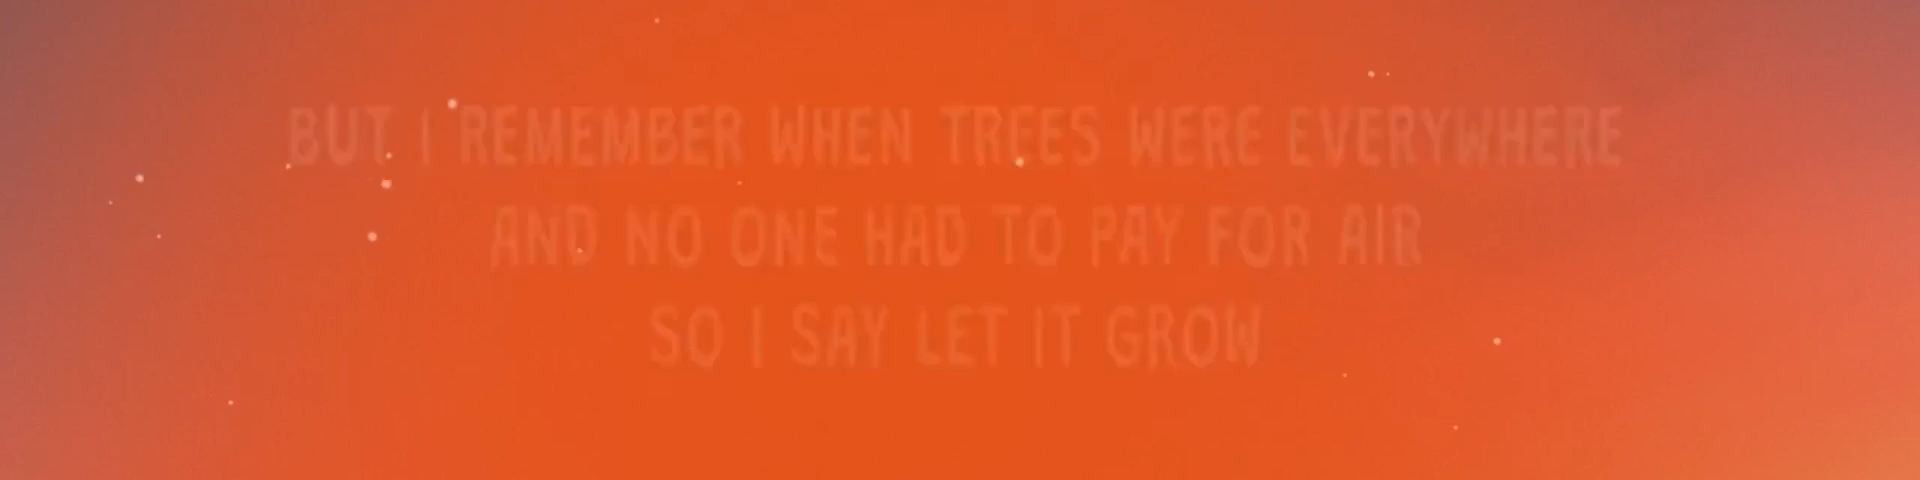 BUT I REMEMBER WHEN TREES WERE EVERYWHERE
AND NO ONE HAD TO PAY FOR AIR
SO I SAY LET IT GROW